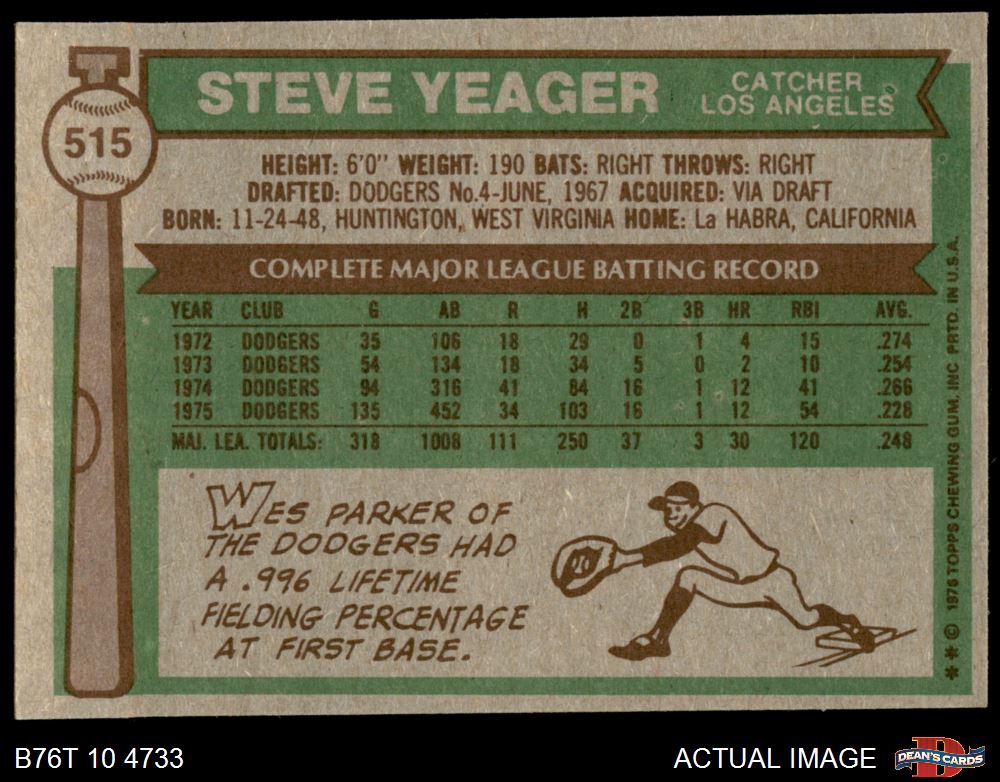 515
STEVE YEAGER
CATCHER
LOS ANGELES
HEIGHT: 6'0" WEIGHT: 190 BATS: RIGHT THROWS: RIGHT
DRAFTED: DODGERS No.4-JUNE, 1967 ACQUIRED: VIA DRAFT
BORN: 11-24-48, HUNTINGTON, WEST VIRGINIA HOME: La HABRA, CALIFORNIA
COMPLETE MAJOR LEAGUE BATTING RECORD
YEAR CLUB G AB R H 2B 3B HR RBI AVG.
1972 DODGERS 35 106 18 29 0 1 4 15 .274
1973 DODGERS 54 134 18 34 5 0 2 10 .254
1974 DODGERS 94 316 41 84 16 1 12 41 .266
1975 DODGERS 135 452 34 103 16 1 12 54 .228
MAJ. LEA. TOTALS: 318 1008 111 250 37 3 30 120 .248
WES PARKER OF
THE DODGERS HAD
A .996 LIFETIME
FIELDING PERCENTAGE
AT FIRST BASE.
** © 1976 TOPPS CHEWING GUM, INC PRTD. IN U.S.A.
B76T 10 4733
ACTUAL IMAGE
D
DEAN'S CARDS